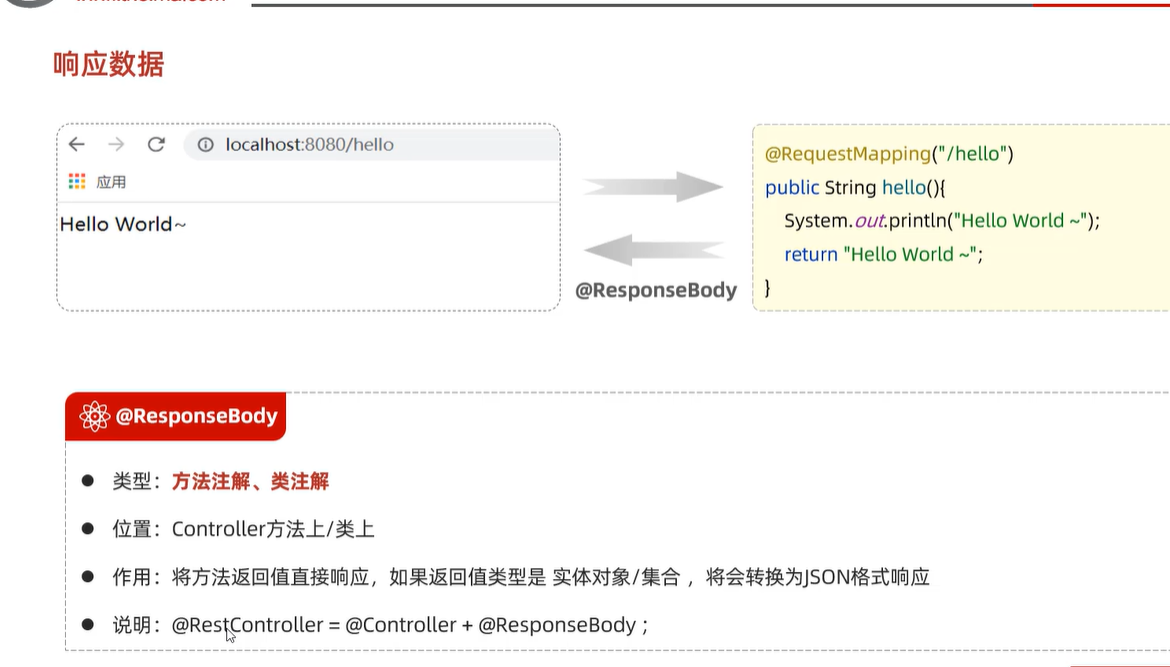 响应数据
localhost:8080/hello
应用
Hello World~
@ResponseBody
@RequestMapping("/hello")
public String hello(){
System.out.println("Hello World ~");
return "Hello World ~";
}
@ResponseBody
● 类型：方法注解、类注解
● 位置：Controller方法上/类上
● 作用：将方法返回值直接响应，如果返回值类型是 实体对象/集合 ，将会转换为JSON格式响应
● 说明：@RestController = @Controller + @ResponseBody ;